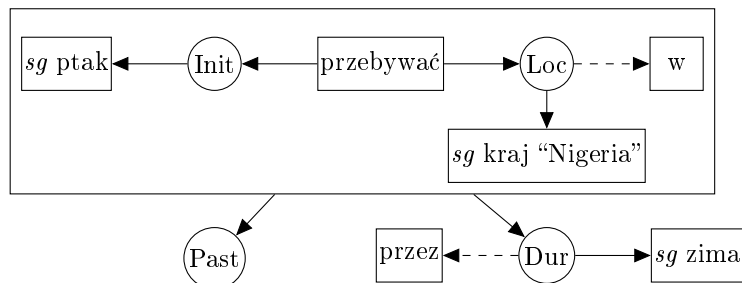 sg ptak Init przebywać Loc w
sg kraj “Nigeria”
Past przez Dur sg zima